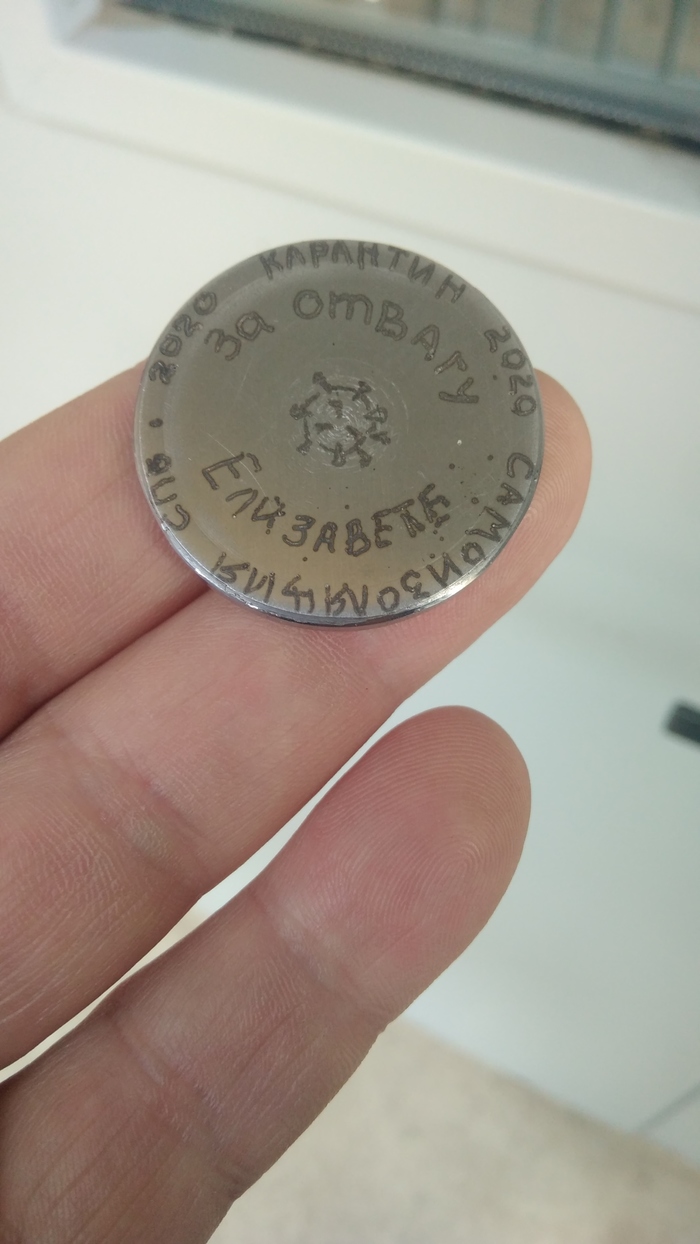 КАРАНТИН 2020 САМОИЗОЛЯЦИЯ СПБ. 2020
За ОТВАГУ
ЕЛИЗАВЕТЕ